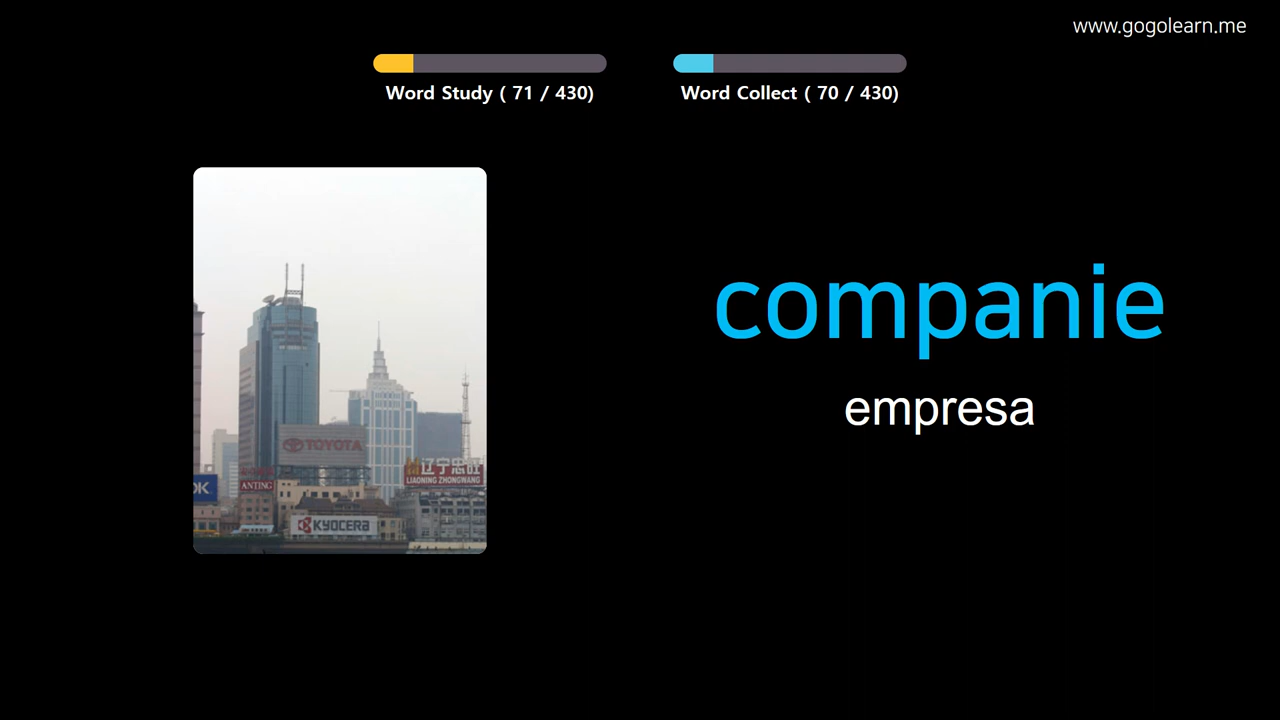 www.gogolearn.me
Word Study ( 71 / 430)
Word Collect ( 70 / 430)
companie
empresa
TOYOTA
辽宁忠旺
LIAONING ZHONGWANG
OK
ANTING
KYOCERA